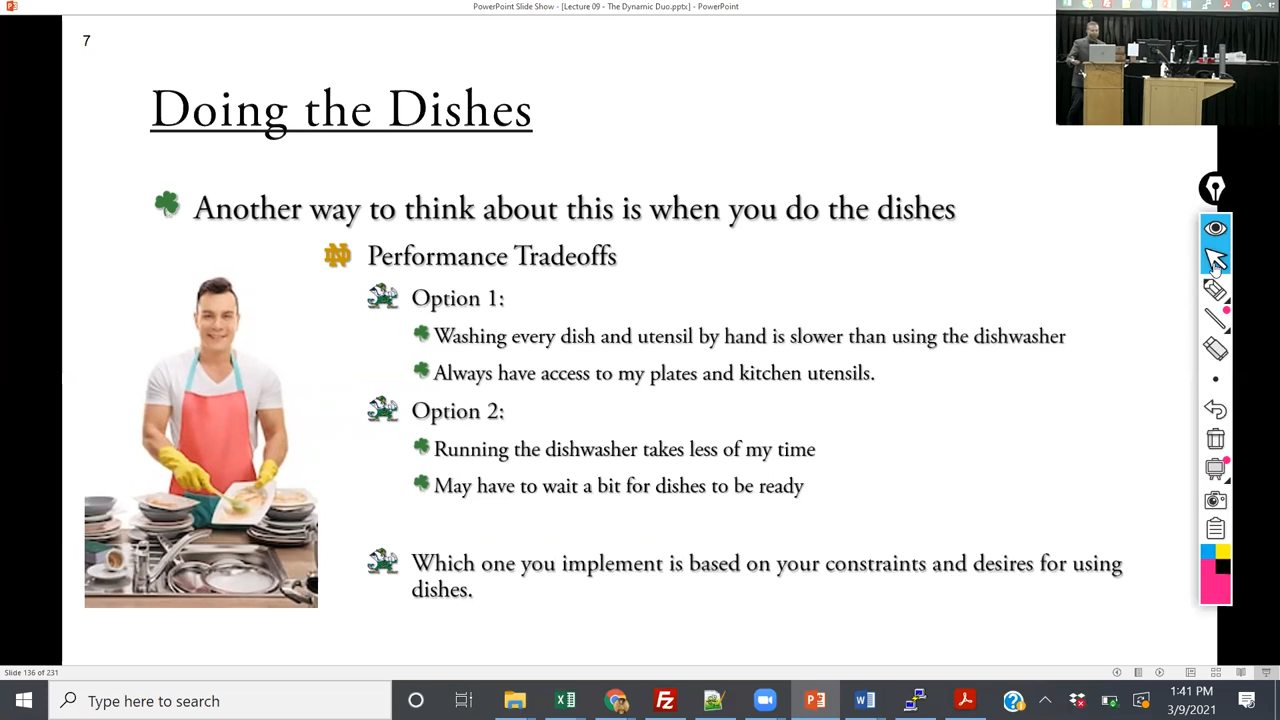 PowerPoint Slide Show - [Lecture 09 - The Dynamic Duo.pptx] - PowerPoint
7
Doing the Dishes
Another way to think about this is when you do the dishes
Performance Tradeoffs
Option 1:
Washing every dish and utensil by hand is slower than using the dishwasher
Always have access to my plates and kitchen utensils.
Option 2:
Running the dishwasher takes less of my time
May have to wait a bit for dishes to be ready
Which one you implement is based on your constraints and desires for using
dishes.
Slide 136 of 231
Type here to search
1:41 PM
3/9/2021